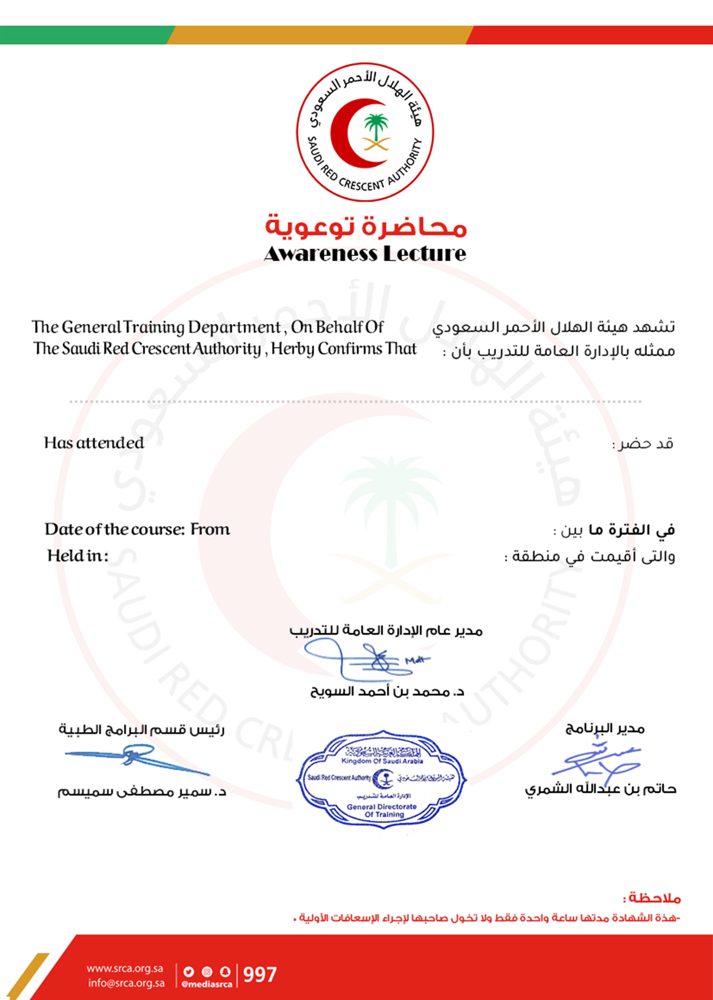 هيئة الهلال الأحمر السعودي
SAUDI RED CRESCENT AUTHORITY
محاضرة توعوية
Awareness Lecture
تشهد هيئة الهلال الأحمر السعودي
ممثله بالإدارة العامة للتدريب بأن :
The General Training Department , On Behalf Of
The Saudi Red Crescent Authority , Herby Confirms That
قد حضر :
Has attended
في الفترة ما بين :
Date of the course: From
والتى أقيمت في منطقة :
Held in :
مدير عام الإدارة العامة للتدريب
د. محمد بن أحمد السويح
مدير البرنامج
حاتم بن عبدالله الشمري
رئيس قسم البرامج الطبية
د. سمير مصطفى سميسم
المملكة العربية السعودية
Kingdom Of Saudi Arabia
Saudi Red Crescent Authority
هيئة الهلال الأحمر السعودي
الإدارة العامة للتدريب
General Directorate
Of Training
ملاحظة :
-هذة الشهادة مدتها ساعة واحدة فقط ولا تخول صاحبها لإجراء الإسعافات الأولية .
www.srca.org.sa
info@srca.org.sa
@mediasrca
997